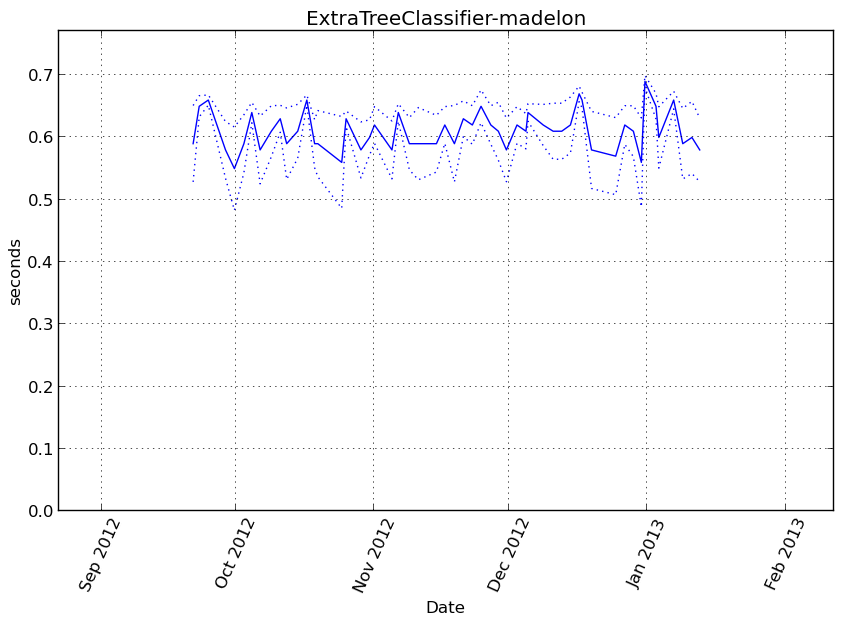 ExtraTreeClassifier-madelon
0.7
0.6
0.5
0.4
0.3
0.2
0.1
0.0
seconds
Sep 2012
Oct 2012
Nov 2012
Dec 2012
Jan 2013
Feb 2013
Date